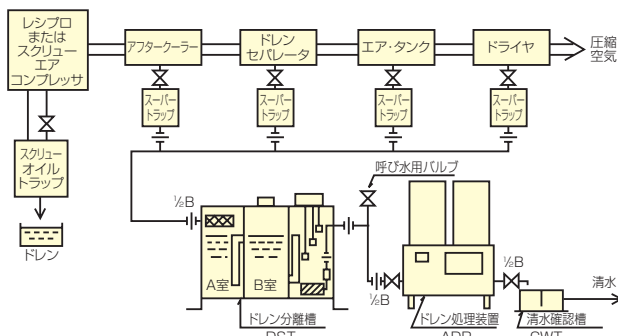 レシプロ
または
スクリュー
エア
コンプレッサ
アフタークーラー
ドレン
セパレータ
エア・タンク
ドライヤ
圧縮
空気
スーパー
トラップ
スーパー
トラップ
スーパー
トラップ
スーパー
トラップ
スクリュー
オイル
トラップ
ドレン
呼び水用バルブ
½B
A室
B室
½B
½B
清水
ドレン分離槽
DST
ドレン処理装置
ADR
清水確認槽
CWT